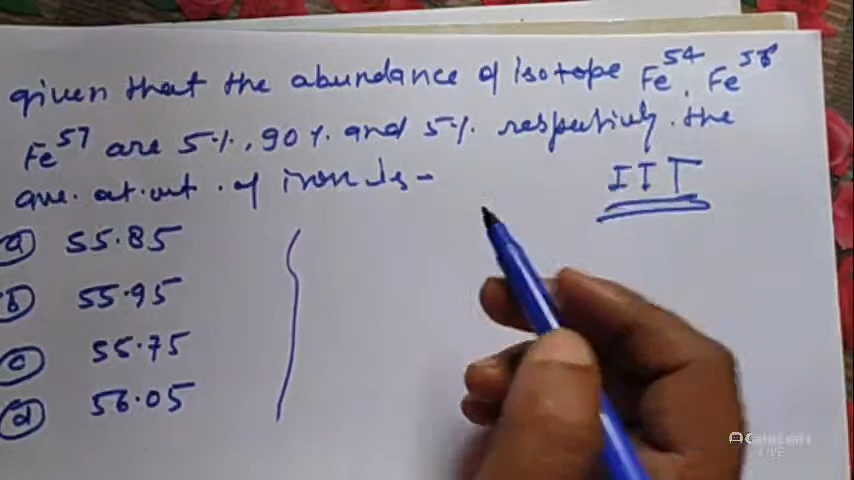 given that the abundance of isotope Fe⁵⁴, Fe⁵⁶
Fe⁵⁷ are 5%, 90% and 5% respectively. the
ave. at. wt. of iron is -
IIT
(a) 55.85
(b) 55.95
(c) 55.75
(d) 56.05
LIVE